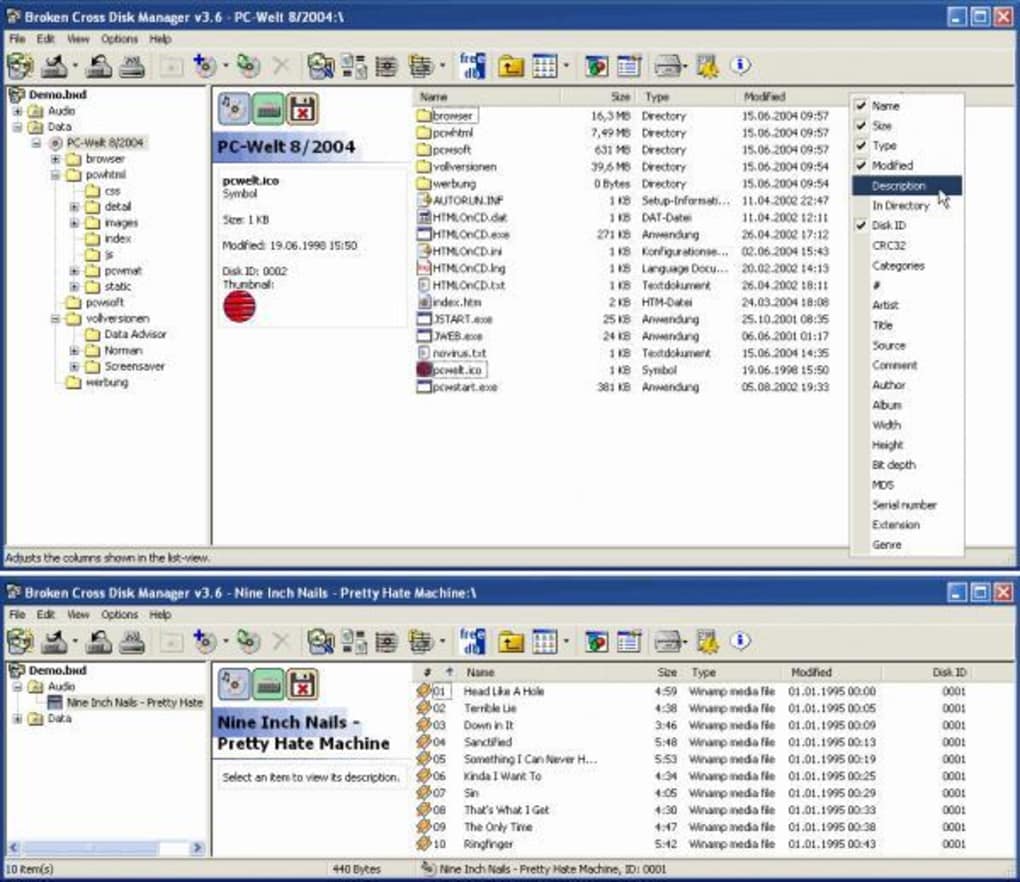 Broken Cross Disk Manager v3.6 - PC-Welt 8/2004:\
File Edit View Options Help
free db
Demo.bxd
Audio
Data
PC-Welt 8/2004
browser
pcwhtml
css
detail
images
index
js
pcwmat
static
pcwsoft
vollversionen
Data Advisor
Norman
Screensaver
werbung
PC-Welt 8/2004
pcwelt.ico
Symbol
Size: 1 KB
Modified: 19.06.1998 15:50
Disk ID: 0002
Thumbnail:
Name Size Type Modified
browser 16,3 MB Directory 15.06.2004 09:57
pcwhtml 7,49 MB Directory 15.06.2004 09:57
pcwsoft 631 MB Directory 15.06.2004 09:57
vollversionen 39,6 MB Directory 15.06.2004 09:54
werbung 0 Bytes Directory 15.06.2004 09:54
AUTORUN.INF 1 KB Setup-Informati... 11.04.2002 22:47
HTMLOnCD.dat 1 KB DAT-Datei 11.04.2002 12:11
HTMLOnCD.exe 271 KB Anwendung 26.04.2002 17:12
HTMLOnCD.ini 1 KB Konfigurationse... 02.06.2004 15:43
HTMLOnCD.lng 1 KB Language Docu... 20.02.2002 14:13
HTMLOnCD.txt 1 KB Textdokument 26.04.2002 18:11
index.htm 2 KB HTM-Datei 24.03.2004 18:08
JSTART.exe 25 KB Anwendung 25.10.2001 08:35
JWEB.exe 24 KB Anwendung 06.06.2001 01:17
novirus.txt 1 KB Textdokument 15.06.2004 14:35
pcwelt.ico 1 KB Symbol 19.06.1998 15:50
pcwstart.exe 381 KB Anwendung 05.08.2002 19:33
Name
Size
Type
Modified
Description
In Directory
Disk ID
CRC32
Categories
#
Artist
Title
Source
Comment
Author
Album
Width
Height
Bit depth
MD5
Serial number
Extension
Genre
Adjusts the columns shown in the list-view.
Broken Cross Disk Manager v3.6 - Nine Inch Nails - Pretty Hate Machine:\
File Edit View Options Help
free db
Demo.bxd
Audio
Nine Inch Nails - Pretty Hate
Data
Nine Inch Nails -
Pretty Hate Machine
Select an item to view its description.
# Name Size Type Modified Disk ID
01 Head Like A Hole 4:59 Winamp media file 01.01.1995 00:00 0001
02 Terrible Lie 4:38 Winamp media file 01.01.1995 00:05 0001
03 Down in It 3:46 Winamp media file 01.01.1995 00:09 0001
04 Sanctified 5:48 Winamp media file 01.01.1995 00:13 0001
05 Something I Can Never H... 5:53 Winamp media file 01.01.1995 00:19 0001
06 Kinda I Want To 4:34 Winamp media file 01.01.1995 00:25 0001
07 Sin 4:05 Winamp media file 01.01.1995 00:29 0001
08 That's What I Get 4:30 Winamp media file 01.01.1995 00:33 0001
09 The Only Time 4:47 Winamp media file 01.01.1995 00:38 0001
10 Ringfinger 5:42 Winamp media file 01.01.1995 00:43 0001
10 item(s) 440 Bytes Nine Inch Nails - Pretty Hate Machine, ID: 0001